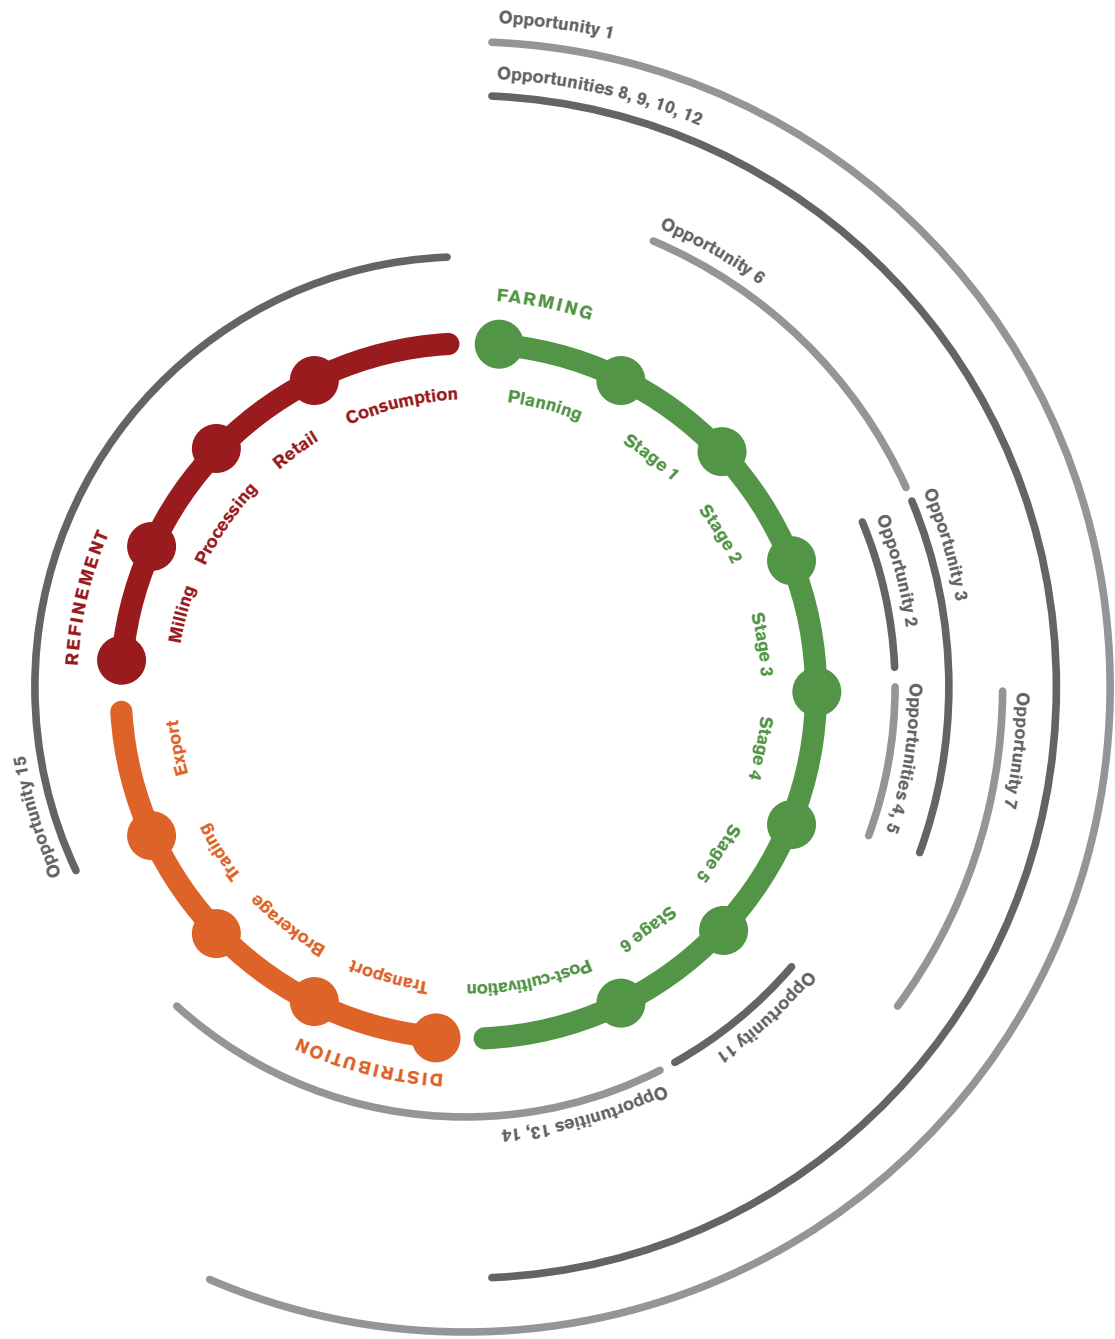 Opportunity 1
Opportunities 8, 9, 10, 12
Opportunity 6
FARMING
Planning
Stage 1
Stage 2
Stage 3
Stage 4
Stage 5
Stage 6
Post-cultivation
Opportunity 3
Opportunity 2
Opportunities 4, 5
Opportunity 7
Opportunity 11
Opportunities 13, 14
DISTRIBUTION
Transport
Brokerage
Trading
Export
Opportunity 15
REFINEMENT
Milling
Processing
Retail
Consumption